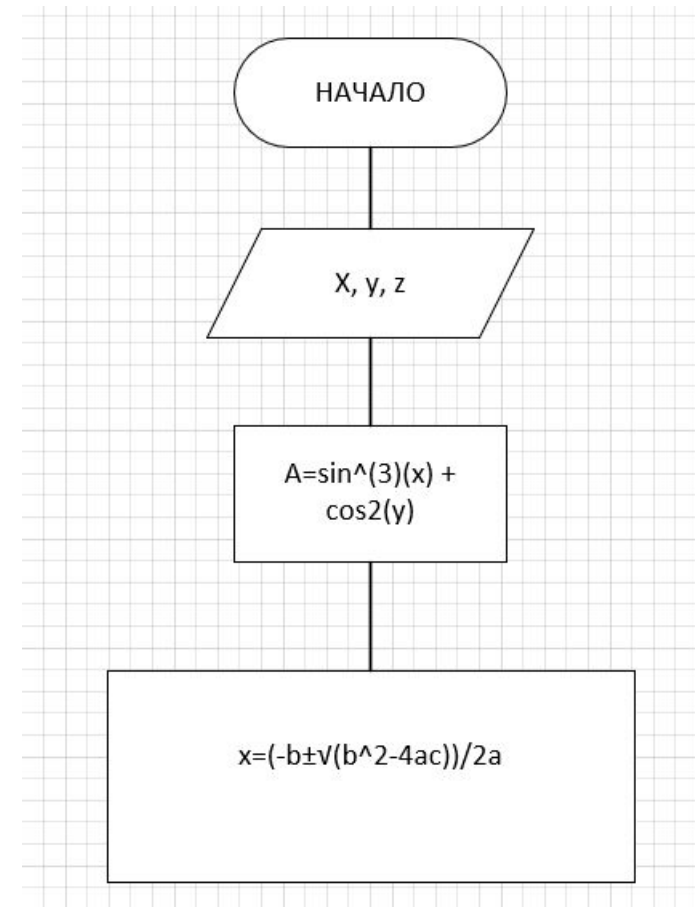 НАЧАЛО
X, y, z
A=sin^(3)(x) +
cos2(y)
x=(-b±√(b^2-4ac))/2a